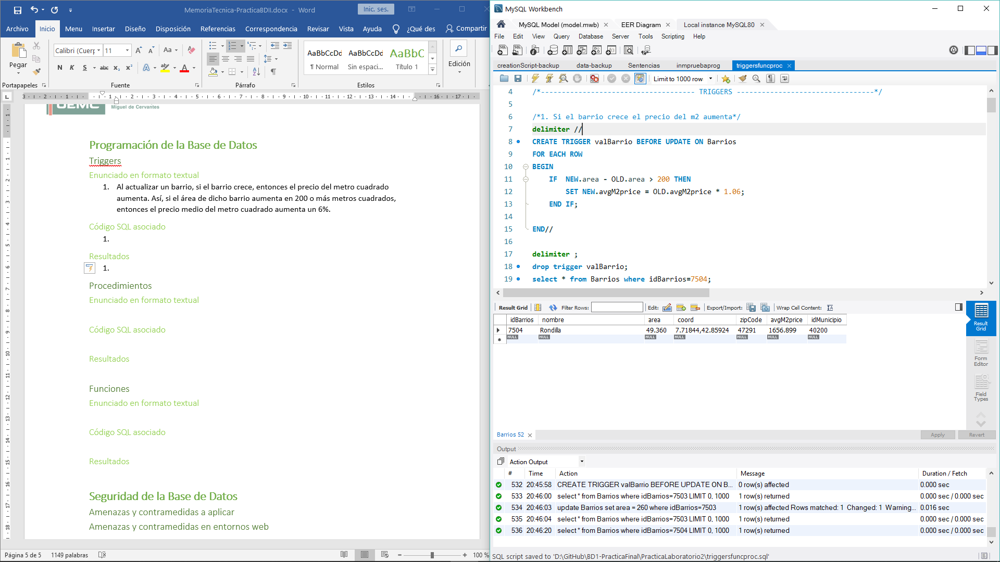 MemoriaTecnica-PracticaBDII.docx - Word
Inic. ses.
Archivo Inicio Menu Insertar Diseño Disposición Referencias Correspondencia Revisar Vista Ayuda ¿Qué des Compartir
Pegar
Calibri (Cuerp 11
Aa
N K S abc x₂ x²
AaBbCcDd AaBbCcDd AaBbC
¶ Normal Sin espaci... Título 1
Edición
Portapapeles Fuente Párrafo Estilos
Miguel de Cervantes
Programación de la Base de Datos
Triggers
Enunciado en formato textual
1. Al actualizar un barrio, si el barrio crece, entonces el precio del metro cuadrado
aumenta. Así, si el área de dicho barrio aumenta en 200 o más metros cuadrados,
entonces el precio medio del metro cuadrado aumenta un 6%.
Código SQL asociado
1.
Resultados
1.
Procedimientos
Enunciado en formato textual
Código SQL asociado
Resultados
Funciones
Enunciado en formato textual
Código SQL asociado
Resultados
Seguridad de la Base de Datos
Amenazas y contramedidas a aplicar
Amenazas y contramedidas en entornos web
Página 5 de 5 1149 palabras 100 %
MySQL Workbench
MySQL Model (model.mwb) EER Diagram Local instance MySQL80
File Edit View Query Database Server Tools Scripting Help
creationScript-backup data-backup Sentencias inmpruebaprog triggersfuncproc
Limit to 1000 row
4 /*------------------------------------- TRIGGERS ---------------------------------*/
5
6 /*1. Si el barrio crece el precio del m2 aumenta*/
7 delimiter //
8 CREATE TRIGGER valBarrio BEFORE UPDATE ON Barrios
9 FOR EACH ROW
10 BEGIN
11 IF NEW.area - OLD.area > 200 THEN
12 SET NEW.avgM2price = OLD.avgM2price * 1.06;
13 END IF;
14
15 END//
16
17 delimiter ;
18 drop trigger valBarrio;
19 select * from Barrios where idBarrios=7504;
Result Grid Filter Rows: Edit: Export/Import: Wrap Cell Content:
idBarrios nombre area coord zipCode avgM2price idMunicipio
7504 Rondilla 49.360 7.71844,42.85924 47291 1656.899 40200
NULL NULL NULL NULL NULL NULL NULL
Result Grid
Form Editor
Field Types
Barrios 52 Apply Revert
Output
Action Output
# Time Action Message Duration / Fetch
532 20:45:58 CREATE TRIGGER valBarrio BEFORE UPDATE ON B... 0 row(s) affected 0.000 sec
533 20:46:00 select * from Barrios where idBarrios=7503 LIMIT 0, 1000 1 row(s) returned 0.000 sec / 0.000 sec
534 20:46:03 update Barrios set area = 260 where idBarrios=7503 1 row(s) affected Rows matched: 1 Changed: 1 Warning... 0.016 sec
535 20:46:04 select * from Barrios where idBarrios=7503 LIMIT 0, 1000 1 row(s) returned 0.000 sec / 0.000 sec
536 20:46:20 select * from Barrios where idBarrios=7504 LIMIT 0, 1000 1 row(s) returned 0.000 sec / 0.000 sec
SQL script saved to 'D:\GitHub\BD1-PracticaFinal\PracticaLaboratorio2\triggersfuncproc.sql'